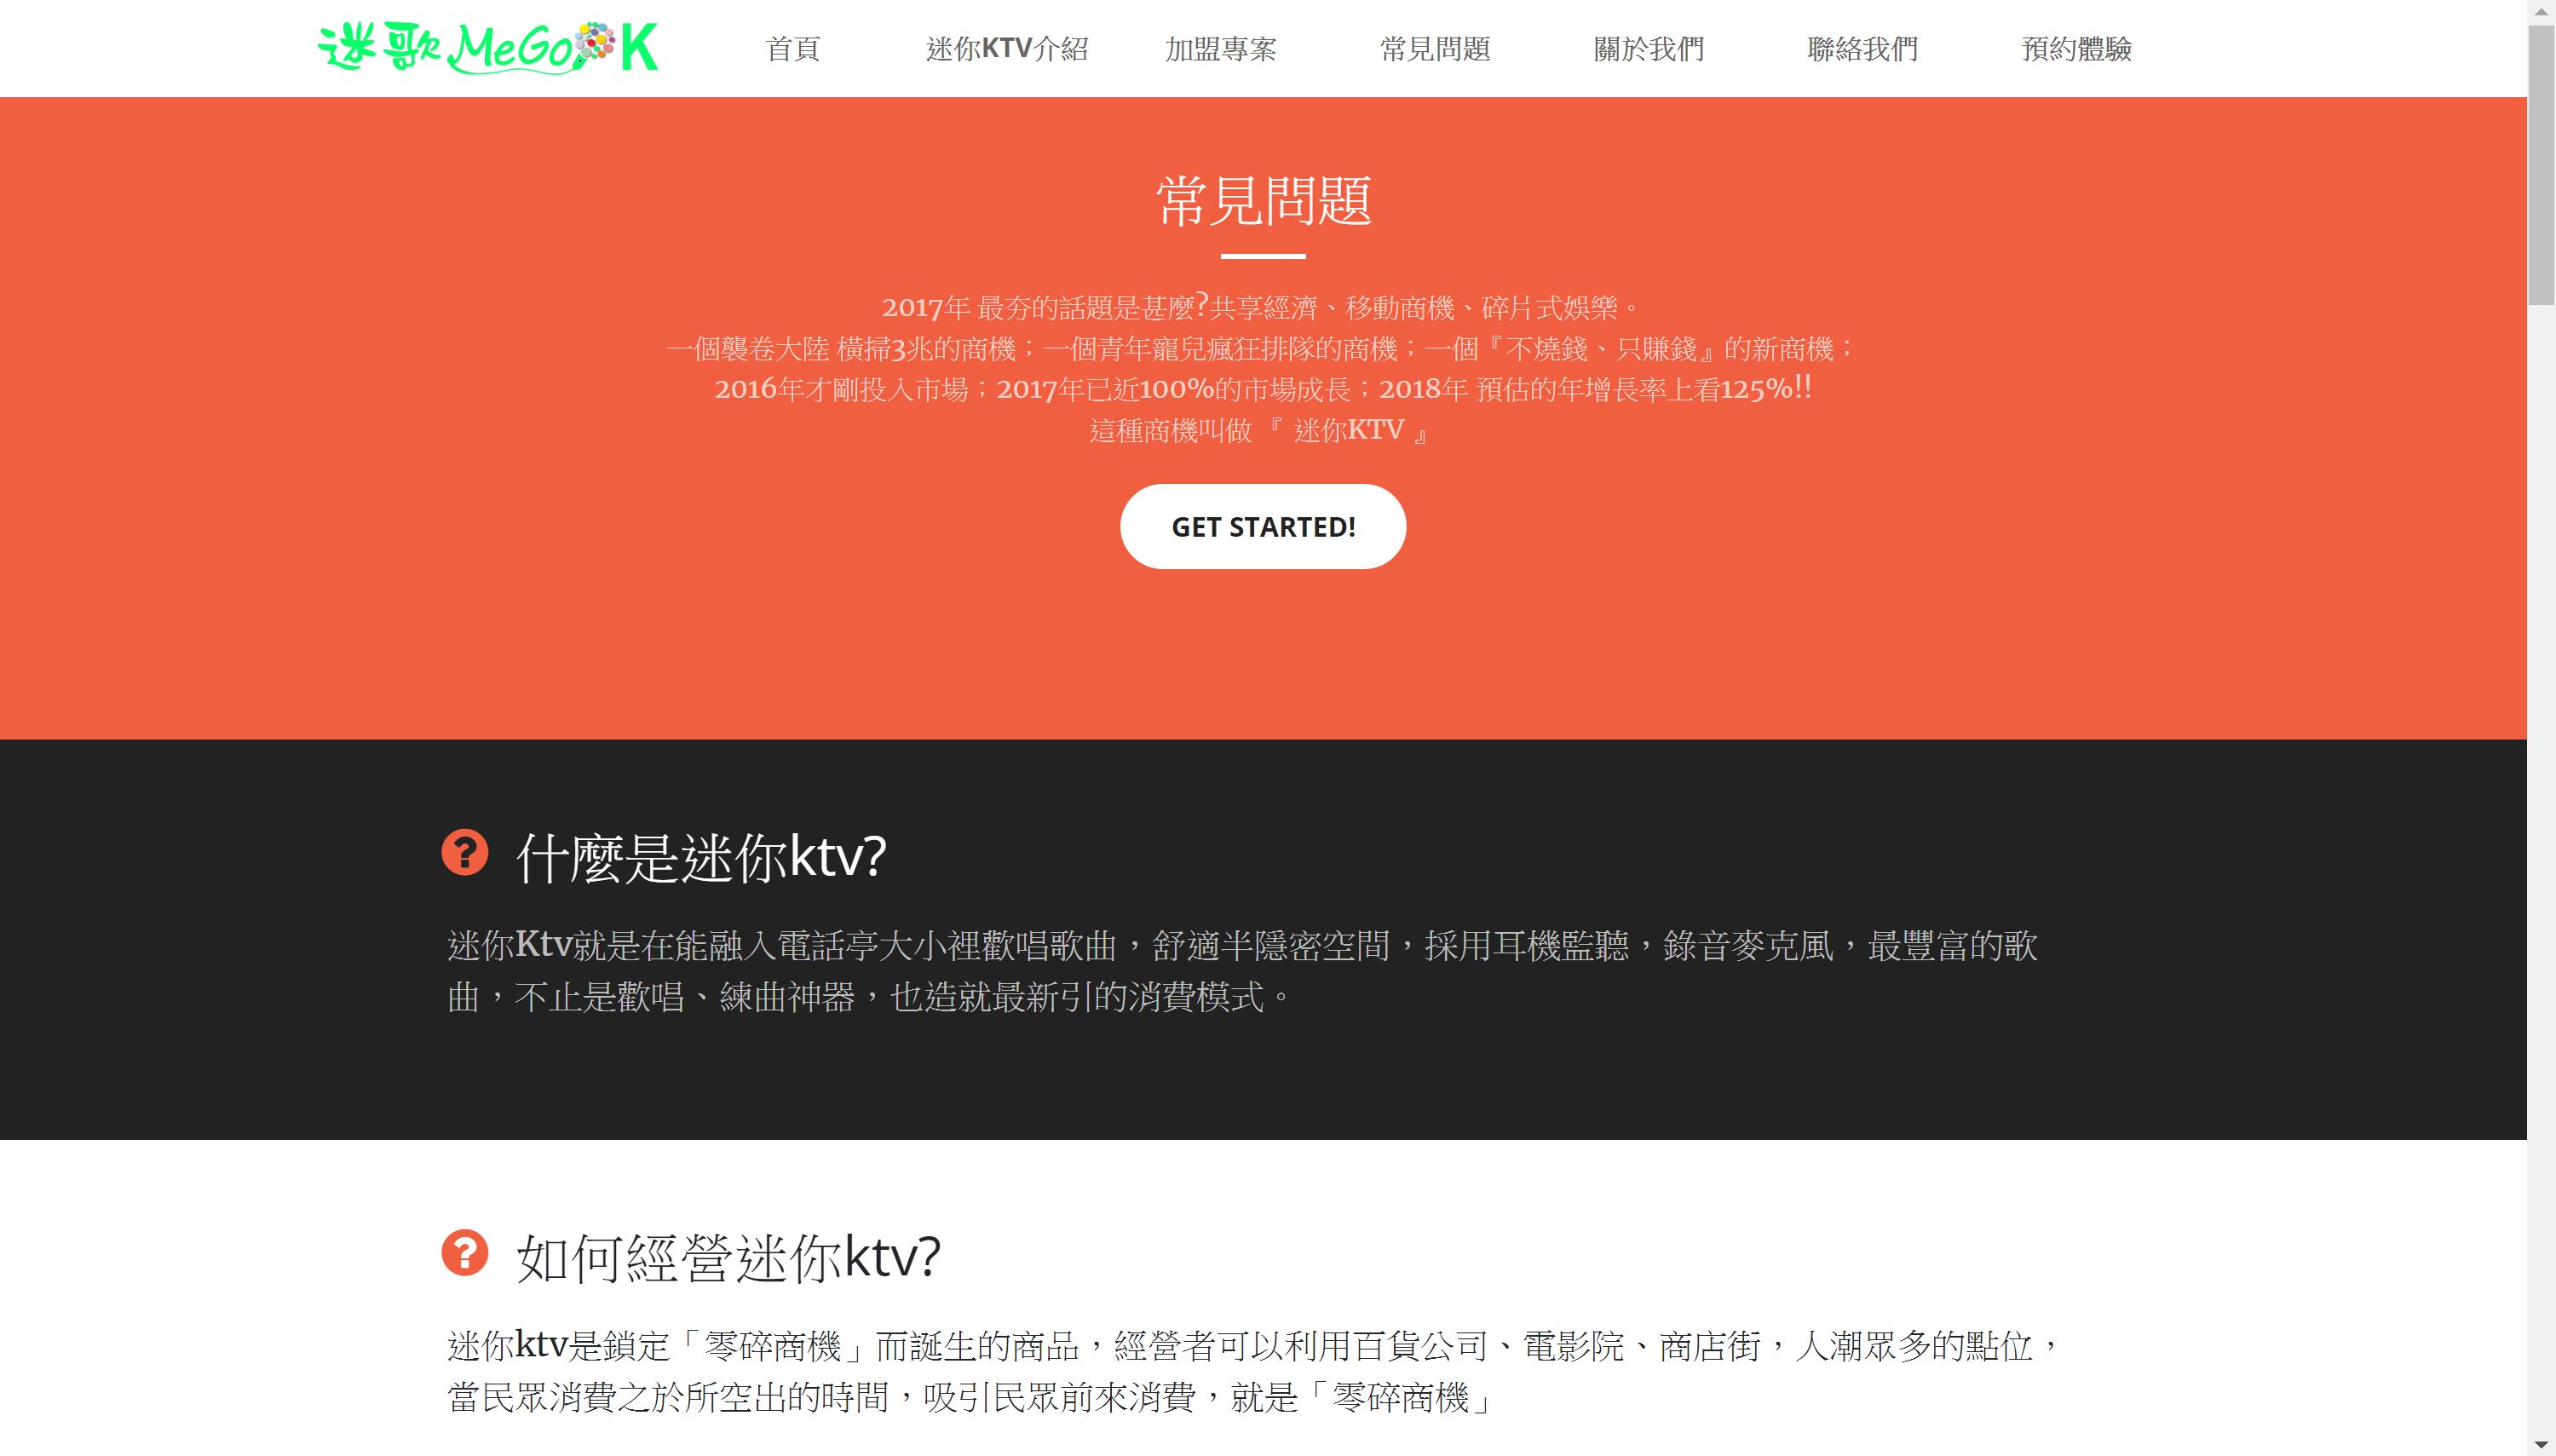 迷歌 MeGo K
首頁
迷你KTV介紹
加盟專案
常見問題
關於我們
聯絡我們
預約體驗
常見問題
2017年 最夯的話題是甚麼?共享經濟、移動商機、碎片式娛樂。
一個襲卷大陸 橫掃3兆的商機；一個青年寵兒瘋狂排隊的商機；一個『不燒錢、只賺錢』的新商機；
2016年才剛投入市場；2017年已近100%的市場成長；2018年 預估的年增長率上看125%!!
這種商機叫做 『 迷你KTV 』
GET STARTED!
什麼是迷你ktv?
迷你Ktv就是在能融入電話亭大小裡歡唱歌曲，舒適半隱密空間，採用耳機監聽，錄音麥克風，最豐富的歌
曲，不止是歡唱、練曲神器，也造就最新引的消費模式。
如何經營迷你ktv?
迷你ktv是鎖定「零碎商機」而誕生的商品，經營者可以利用百貨公司、電影院、商店街，人潮眾多的點位，
當民眾消費之於所空出的時間，吸引民眾前來消費，就是「零碎商機」